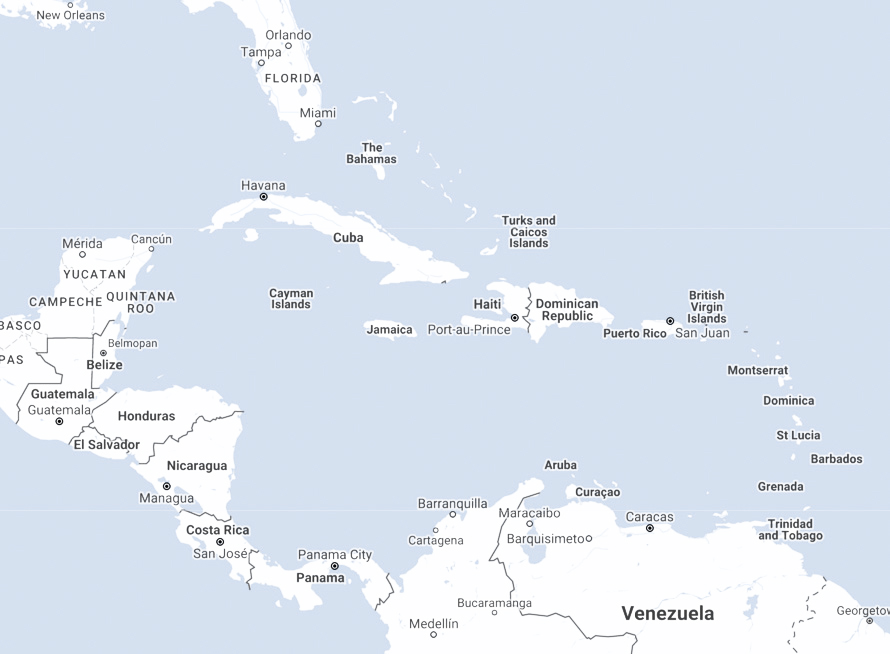 New Orleans
Orlando
Tampa
FLORIDA
Miami
The
Bahamas
Havana
Cuba
Turks and
Caicos
Islands
Mérida
Cancún
YUCATAN
CAMPECHE
QUINTANA
ROO
Cayman
Islands
Haiti
Dominican
Republic
British
Virgin
Islands
BASCO
Jamaica
Port-au-Prince
Puerto Rico
San Juan
PAS
Belmopan
Belize
Montserrat
Guatemala
Guatemala
Honduras
Dominica
El Salvador
St Lucia
Nicaragua
Aruba
Barbados
Managua
Curaçao
Grenada
Barranquilla
Maracaibo
Caracas
Costa Rica
Cartagena
Barquisimeto
Trinidad
and Tobago
San José
Panama City
Panama
Bucaramanga
Medellín
Venezuela
Georgetow